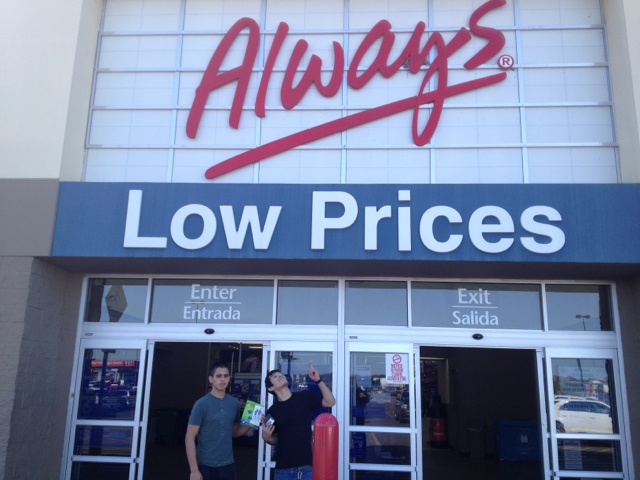 Always®
Low Prices
Enter
Entrada
Exit
Salida